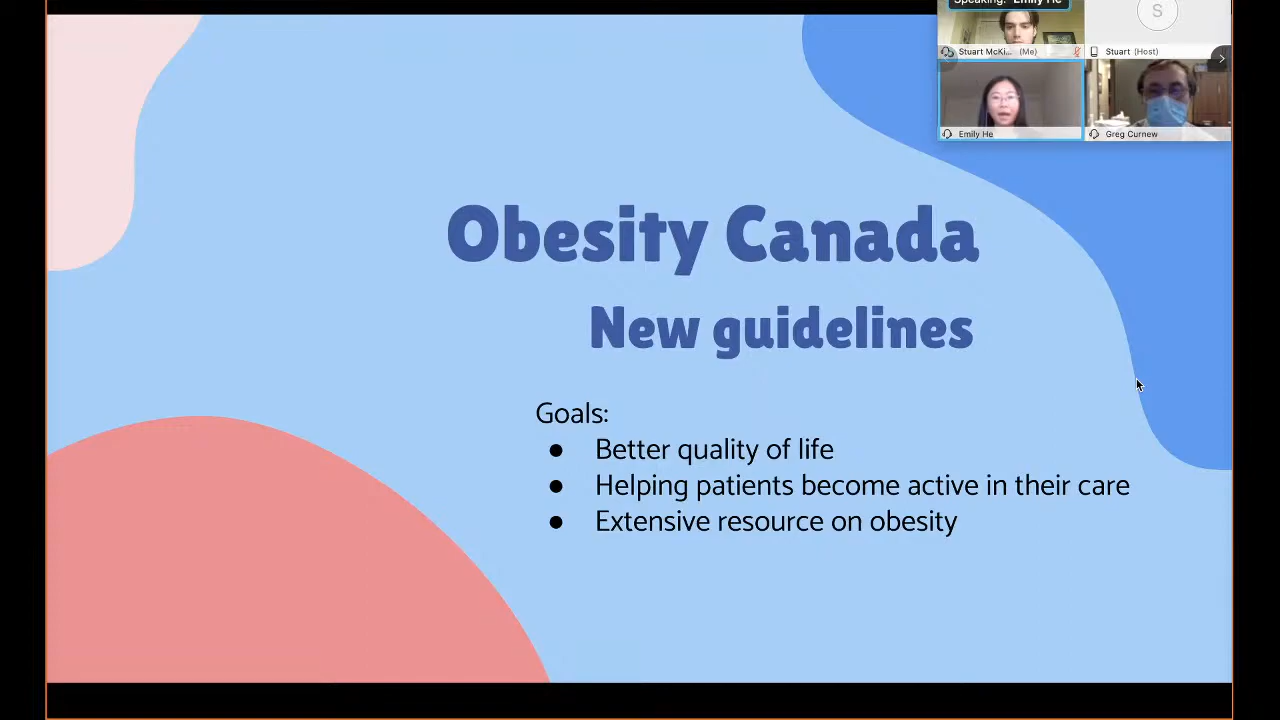 Speaking: Emily He
S
Stuart McKi... (Me)
Stuart (Host)
Emily He
Greg Curnew
Obesity Canada
New guidelines
Goals:
● Better quality of life
● Helping patients become active in their care
● Extensive resource on obesity